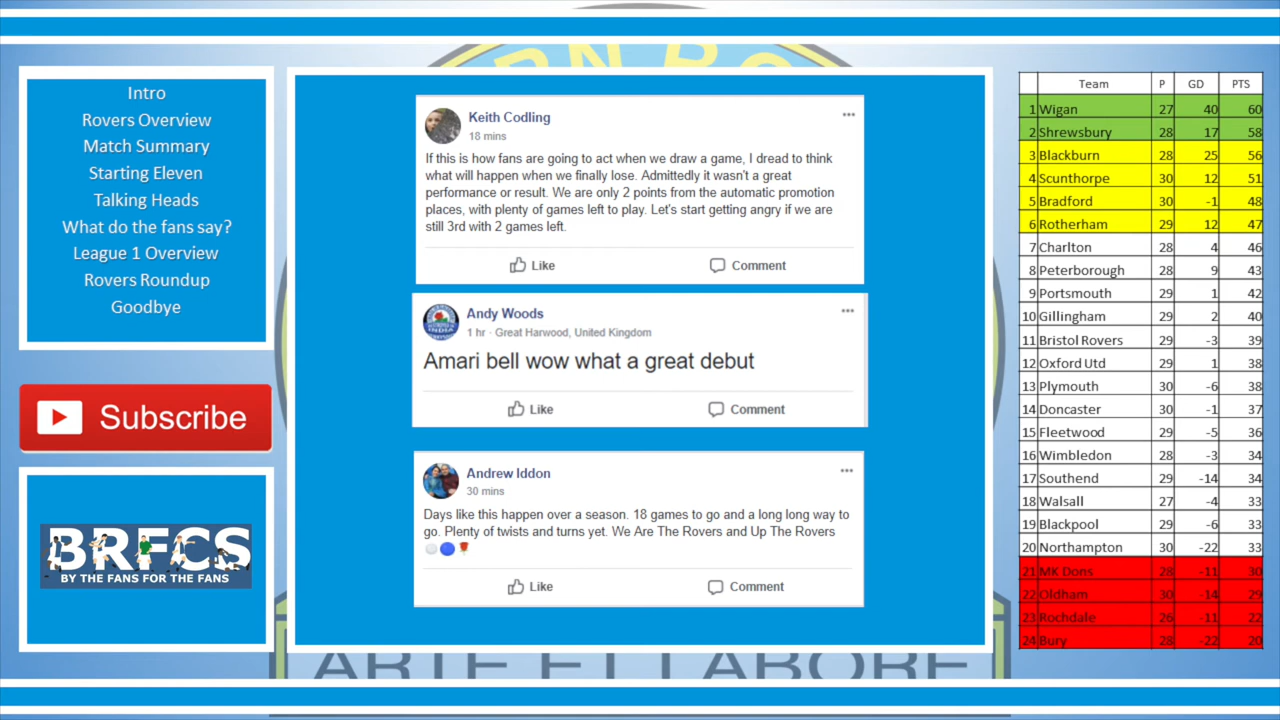 RN RO
Intro
Rovers Overview
Match Summary
Starting Eleven
Talking Heads
What do the fans say?
League 1 Overview
Rovers Roundup
Goodbye
Subscribe
BRFCS
BY THE FANS FOR THE FANS
Keith Codling
18 mins
If this is how fans are going to act when we draw a game, I dread to think
what will happen when we finally lose. Admittedly it wasn't a great
performance or result. We are only 2 points from the automatic promotion
places, with plenty of games left to play. Let's start getting angry if we are
still 3rd with 2 games left.
Like Comment
Andy Woods
1 hr · Great Harwood, United Kingdom
Amari bell wow what a great debut
Like Comment
Andrew Iddon
30 mins
Days like this happen over a season. 18 games to go and a long long way to
go. Plenty of twists and turns yet. We Are The Rovers and Up The Rovers
Like Comment
Team P GD PTS
1 Wigan 27 40 60
2 Shrewsbury 28 17 58
3 Blackburn 28 25 56
4 Scunthorpe 30 12 51
5 Bradford 30 -1 48
6 Rotherham 29 12 47
7 Charlton 28 4 46
8 Peterborough 28 9 43
9 Portsmouth 29 1 42
10 Gillingham 29 2 40
11 Bristol Rovers 29 -3 39
12 Oxford Utd 29 1 38
13 Plymouth 30 -6 38
14 Doncaster 30 -1 37
15 Fleetwood 29 -5 36
16 Wimbledon 28 -3 34
17 Southend 29 -14 34
18 Walsall 27 -4 33
19 Blackpool 29 -6 33
20 Northampton 30 -22 33
21 MK Dons 28 -11 30
22 Oldham 30 -14 29
23 Rochdale 26 -11 22
24 Bury 28 -22 20
ARTE ET LABORE